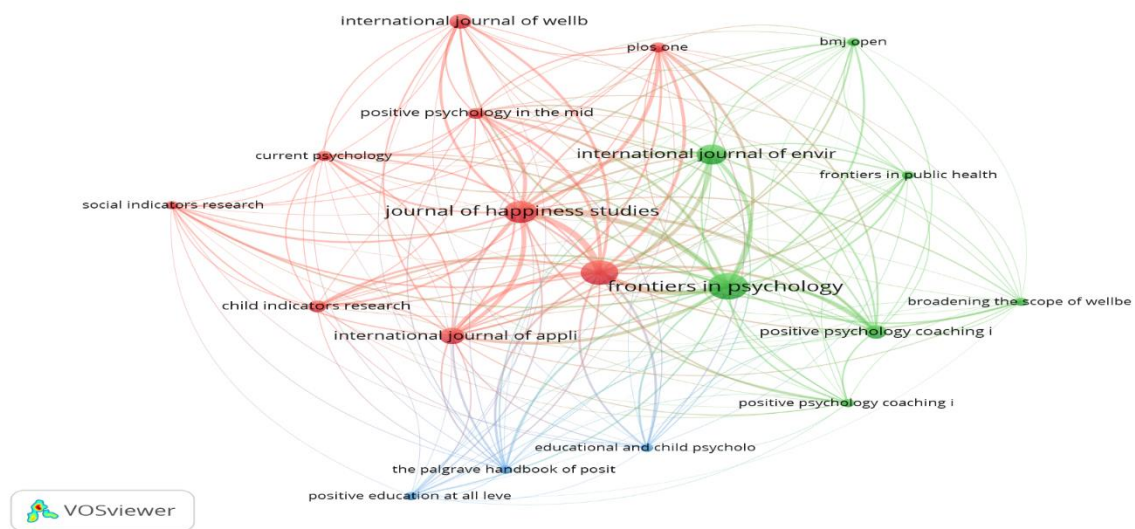 international journal of wellb
plos one
bmj open
positive psychology in the mid
current psychology
international journal of envir
frontiers in public health
social indicators research
journal of happiness studies
frontiers in psychology
broadening the scope of wellbe
child indicators research
positive psychology coaching i
international journal of appli
positive psychology coaching i
educational and child psycholo
the palgrave handbook of posit
positive education at all leve
VOSviewer